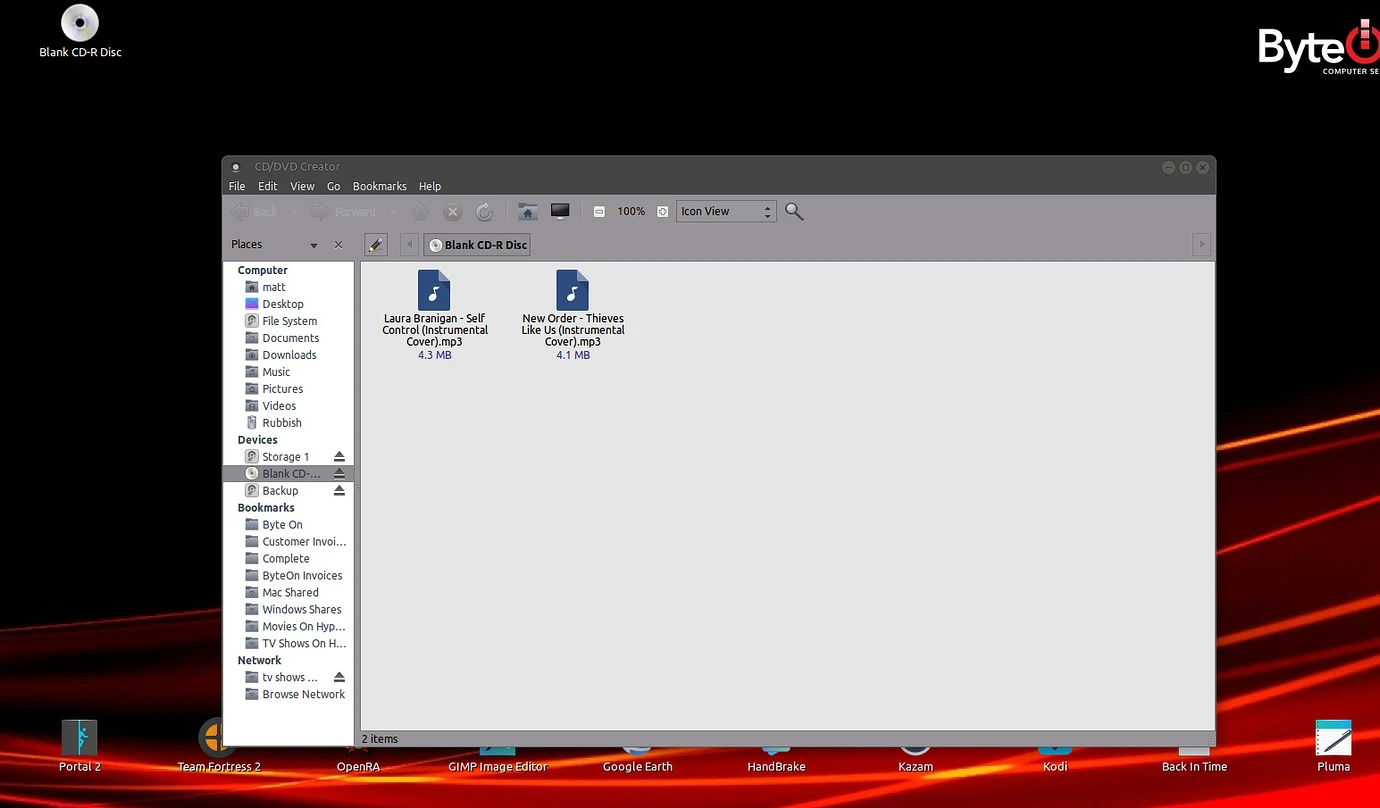 Blank CD-R Disc
Byte
COMPUTER SE
CD/DVD Creator
File Edit View Go Bookmarks Help
Back Forward 100% Icon View
Places Blank CD-R Disc
Computer
matt
Desktop
File System
Documents
Downloads
Music
Pictures
Videos
Rubbish
Devices
Storage 1
Blank CD-...
Backup
Bookmarks
Byte On
Customer Invoi...
Complete
ByteOn Invoices
Mac Shared
Windows Shares
Movies On Hyp...
TV Shows On H...
Network
tv shows ...
Browse Network
Laura Branigan - Self
Control (Instrumental
Cover).mp3
4.3 MB
New Order - Thieves
Like Us (Instrumental
Cover).mp3
4.1 MB
2 items
Portal 2
Team Fortress 2
OpenRA
GIMP Image Editor
Google Earth
HandBrake
Kazam
Kodi
Back In Time
Pluma